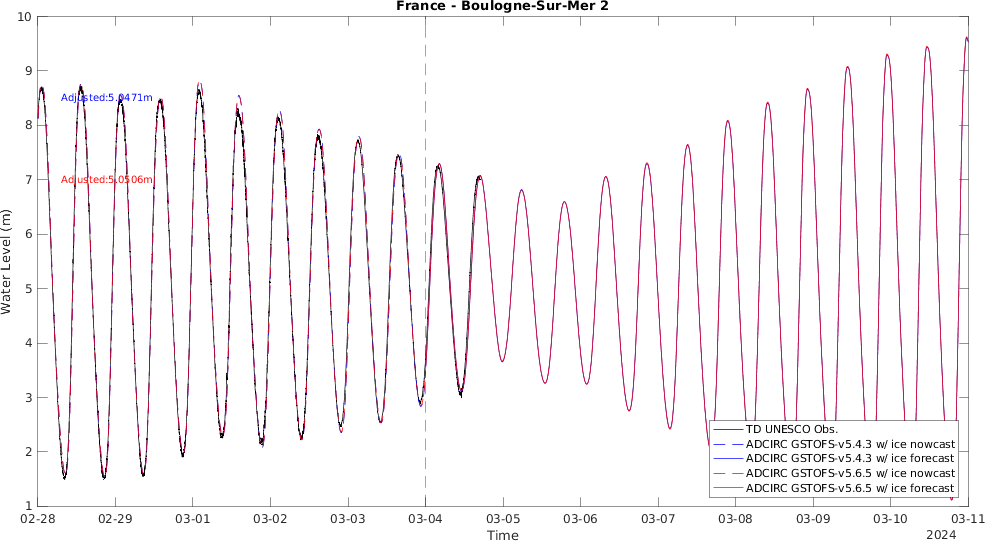 France - Boulogne-Sur-Mer 2
10
9
8
7
6
5
4
3
2
1
Water Level (m)
Adjusted:5.0471m
Adjusted:5.0506m
TD UNESCO Obs.
ADCIRC GSTOFS-v5.4.3 w/ ice nowcast
ADCIRC GSTOFS-v5.4.3 w/ ice forecast
ADCIRC GSTOFS-v5.6.5 w/ ice nowcast
ADCIRC GSTOFS-v5.6.5 w/ ice forecast
02-28 02-29 03-01 03-02 03-03 03-04 03-05 03-06 03-07 03-08 03-09 03-10 03-11
Time
2024